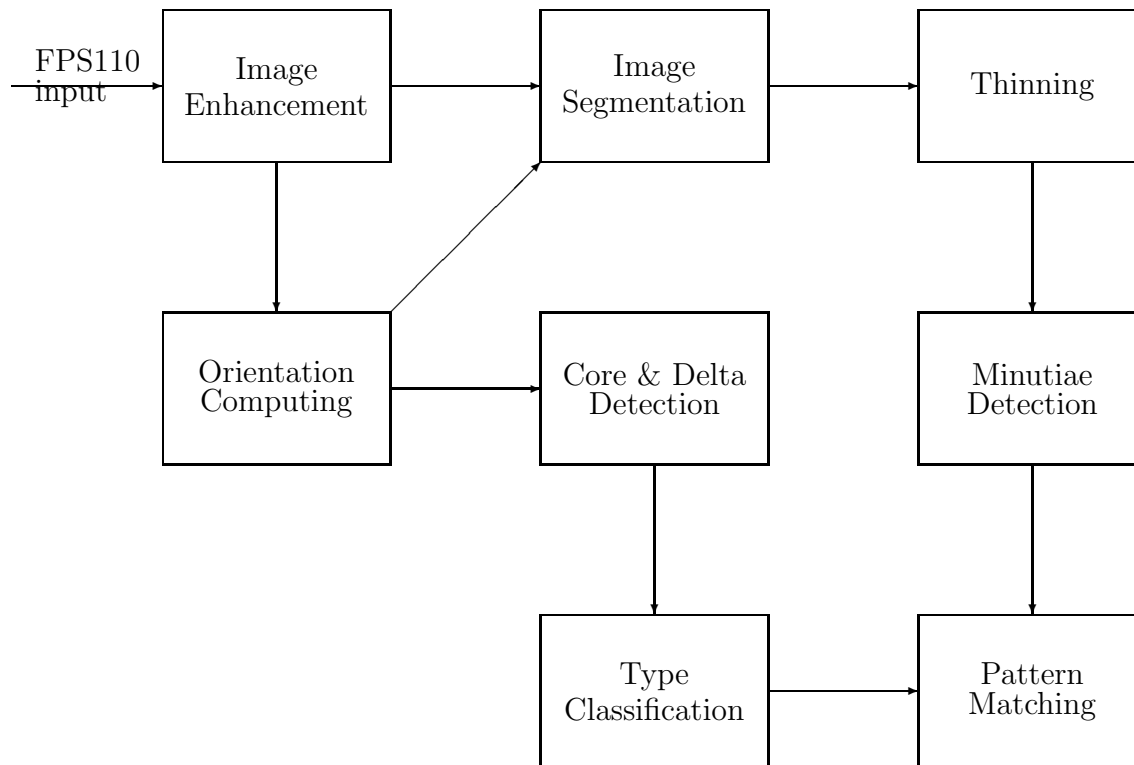 FPS110
input
Image
Enhancement
Image
Segmentation
Thinning
Orientation
Computing
Core & Delta
Detection
Minutiae
Detection
Type
Classification
Pattern
Matching